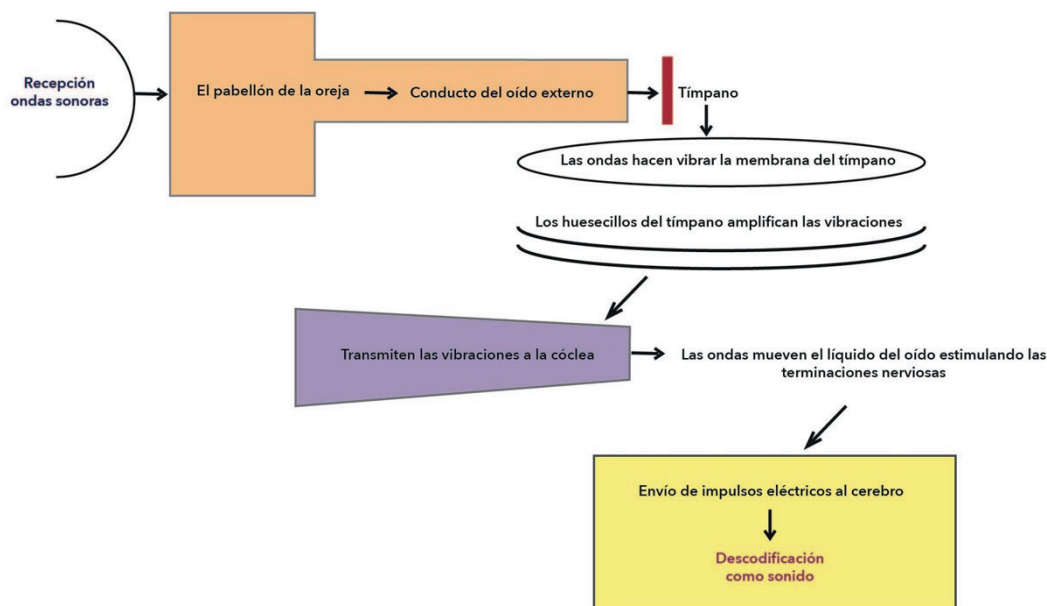 Recepción
ondas sonoras
El pabellón de la oreja
Conducto del oído externo
Tímpano
Las ondas hacen vibrar la membrana del tímpano
Los huesecillos del tímpano amplifican las vibraciones
Transmiten las vibraciones a la cóclea
Las ondas mueven el líquido del oído estimulando las
terminaciones nerviosas
Envío de impulsos eléctricos al cerebro
Descodificación
como sonido